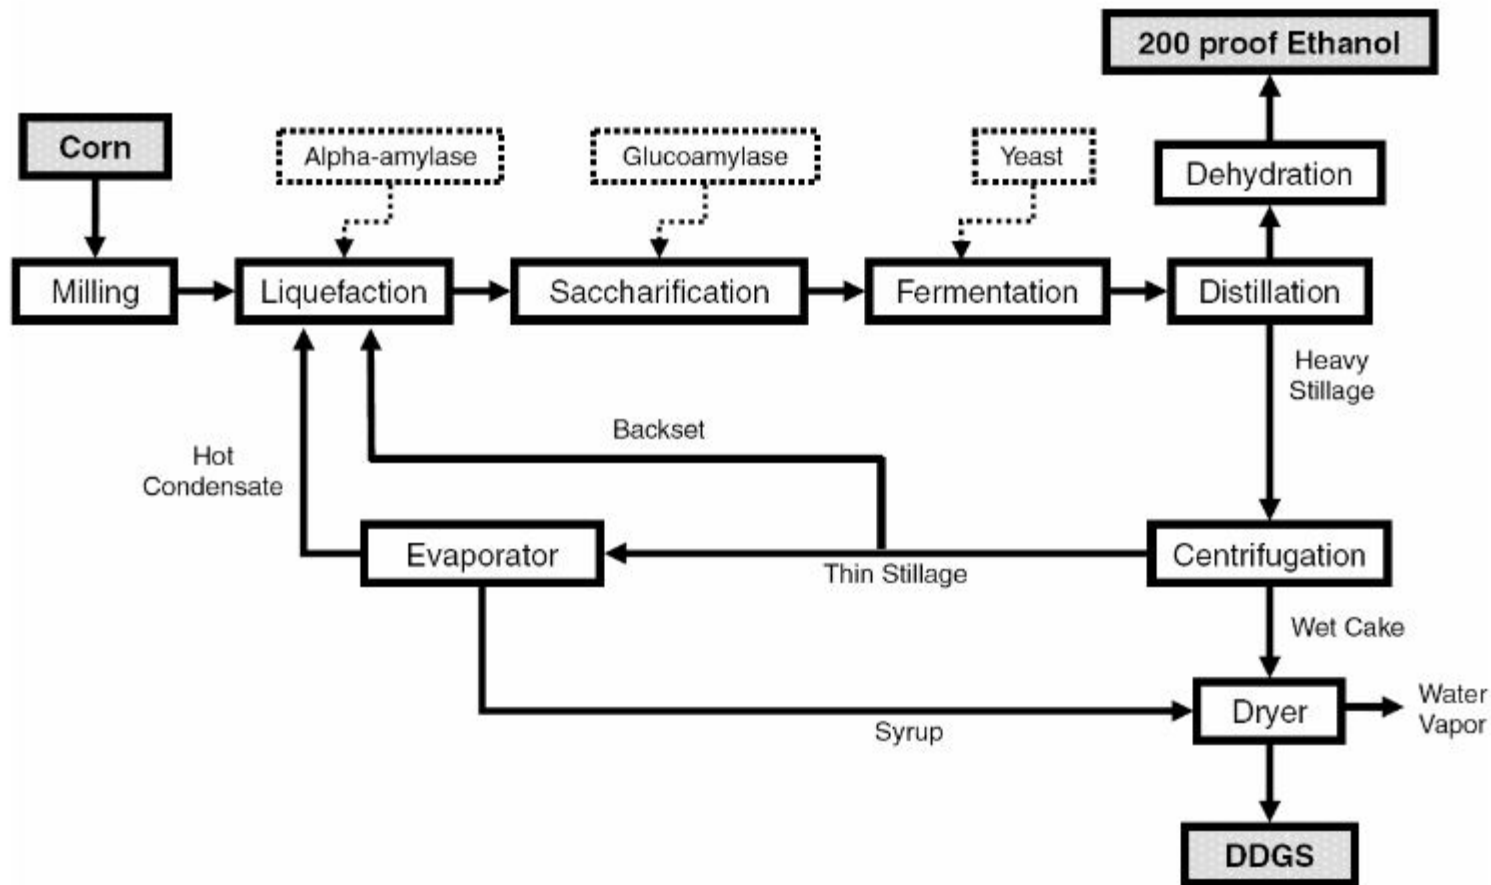 200 proof Ethanol
Corn
Alpha-amylase
Glucoamylase
Yeast
Dehydration
Milling
Liquefaction
Saccharification
Fermentation
Distillation
Heavy
Stillage
Backset
Hot
Condensate
Evaporator
Thin Stillage
Centrifugation
Wet Cake
Syrup
Dryer
Water
Vapor
DDGS